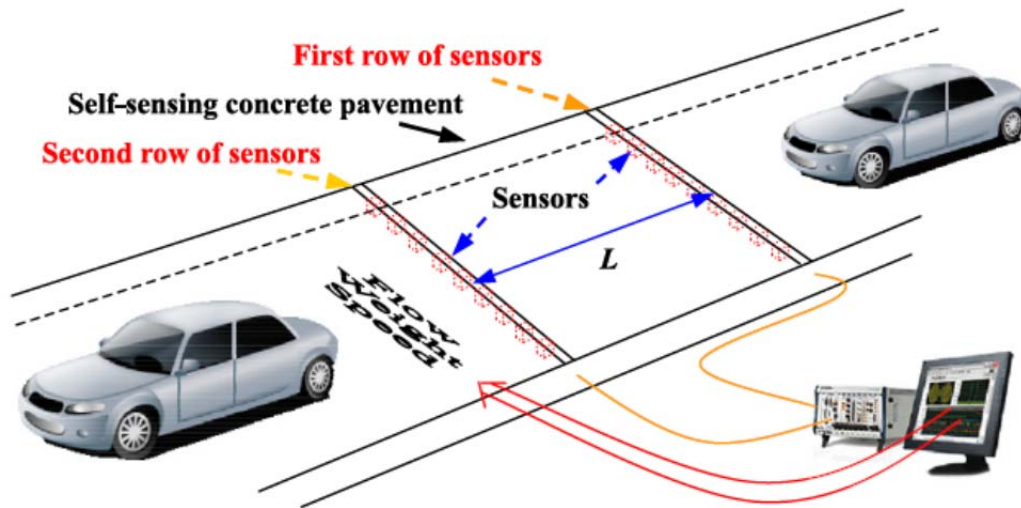 First row of sensors
Self-sensing concrete pavement
Second row of sensors
Sensors
L
Flow
Weight
Speed